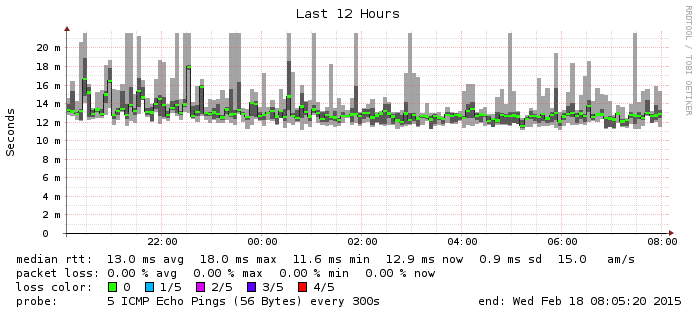 Last 12 Hours
RRDTOOL / TOBI OETIKER
Seconds
20 m
18 m
16 m
14 m
12 m
10 m
8 m
6 m
4 m
2 m
0
22:00 00:00 02:00 04:00 06:00 08:00
median rtt: 13.0 ms avg 18.0 ms max 11.6 ms min 12.9 ms now 0.9 ms sd 15.0 am/s
packet loss: 0.00 % avg 0.00 % max 0.00 % min 0.00 % now
loss color: 0 1/5 2/5 3/5 4/5
probe: 5 ICMP Echo Pings (56 Bytes) every 300s end: Wed Feb 18 08:05:20 2015